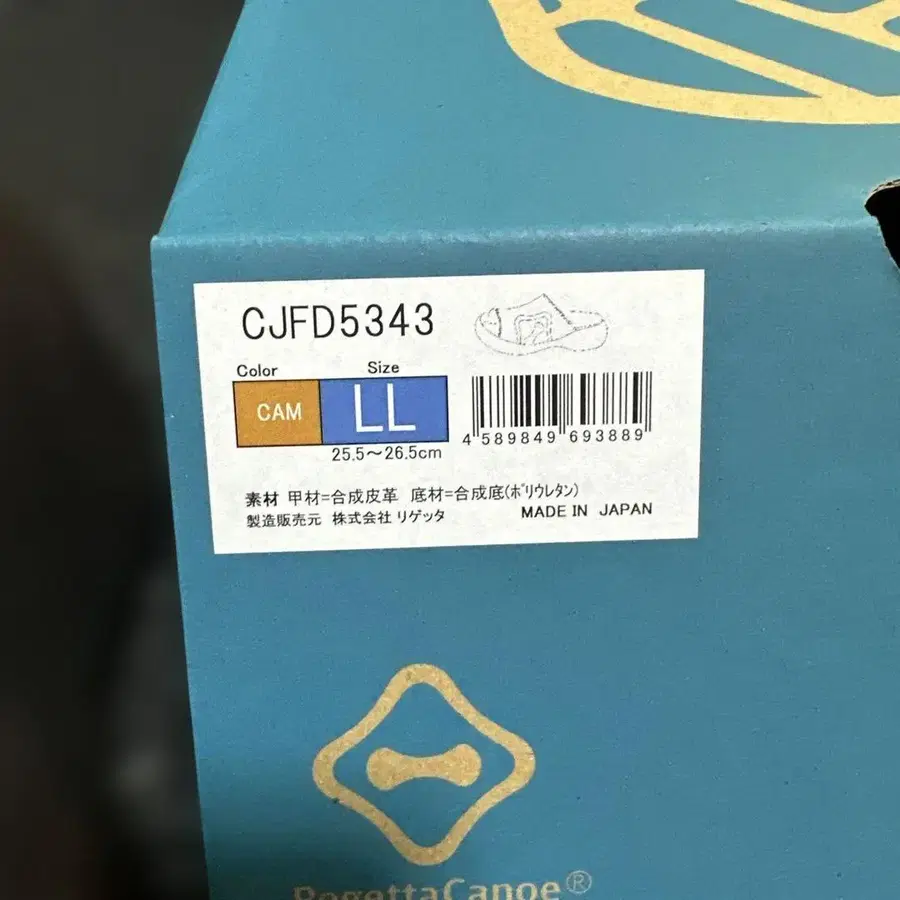 CJFD5343
Color Size
CAM LL
25.5～26.5cm
4 589849 693889
素材 甲材=合成皮革 底材=合成底(ﾎﾟﾘｳﾚﾀﾝ)
製造販売元 株式会社 リゲッタ MADE IN JAPAN
RegettaCanoe®